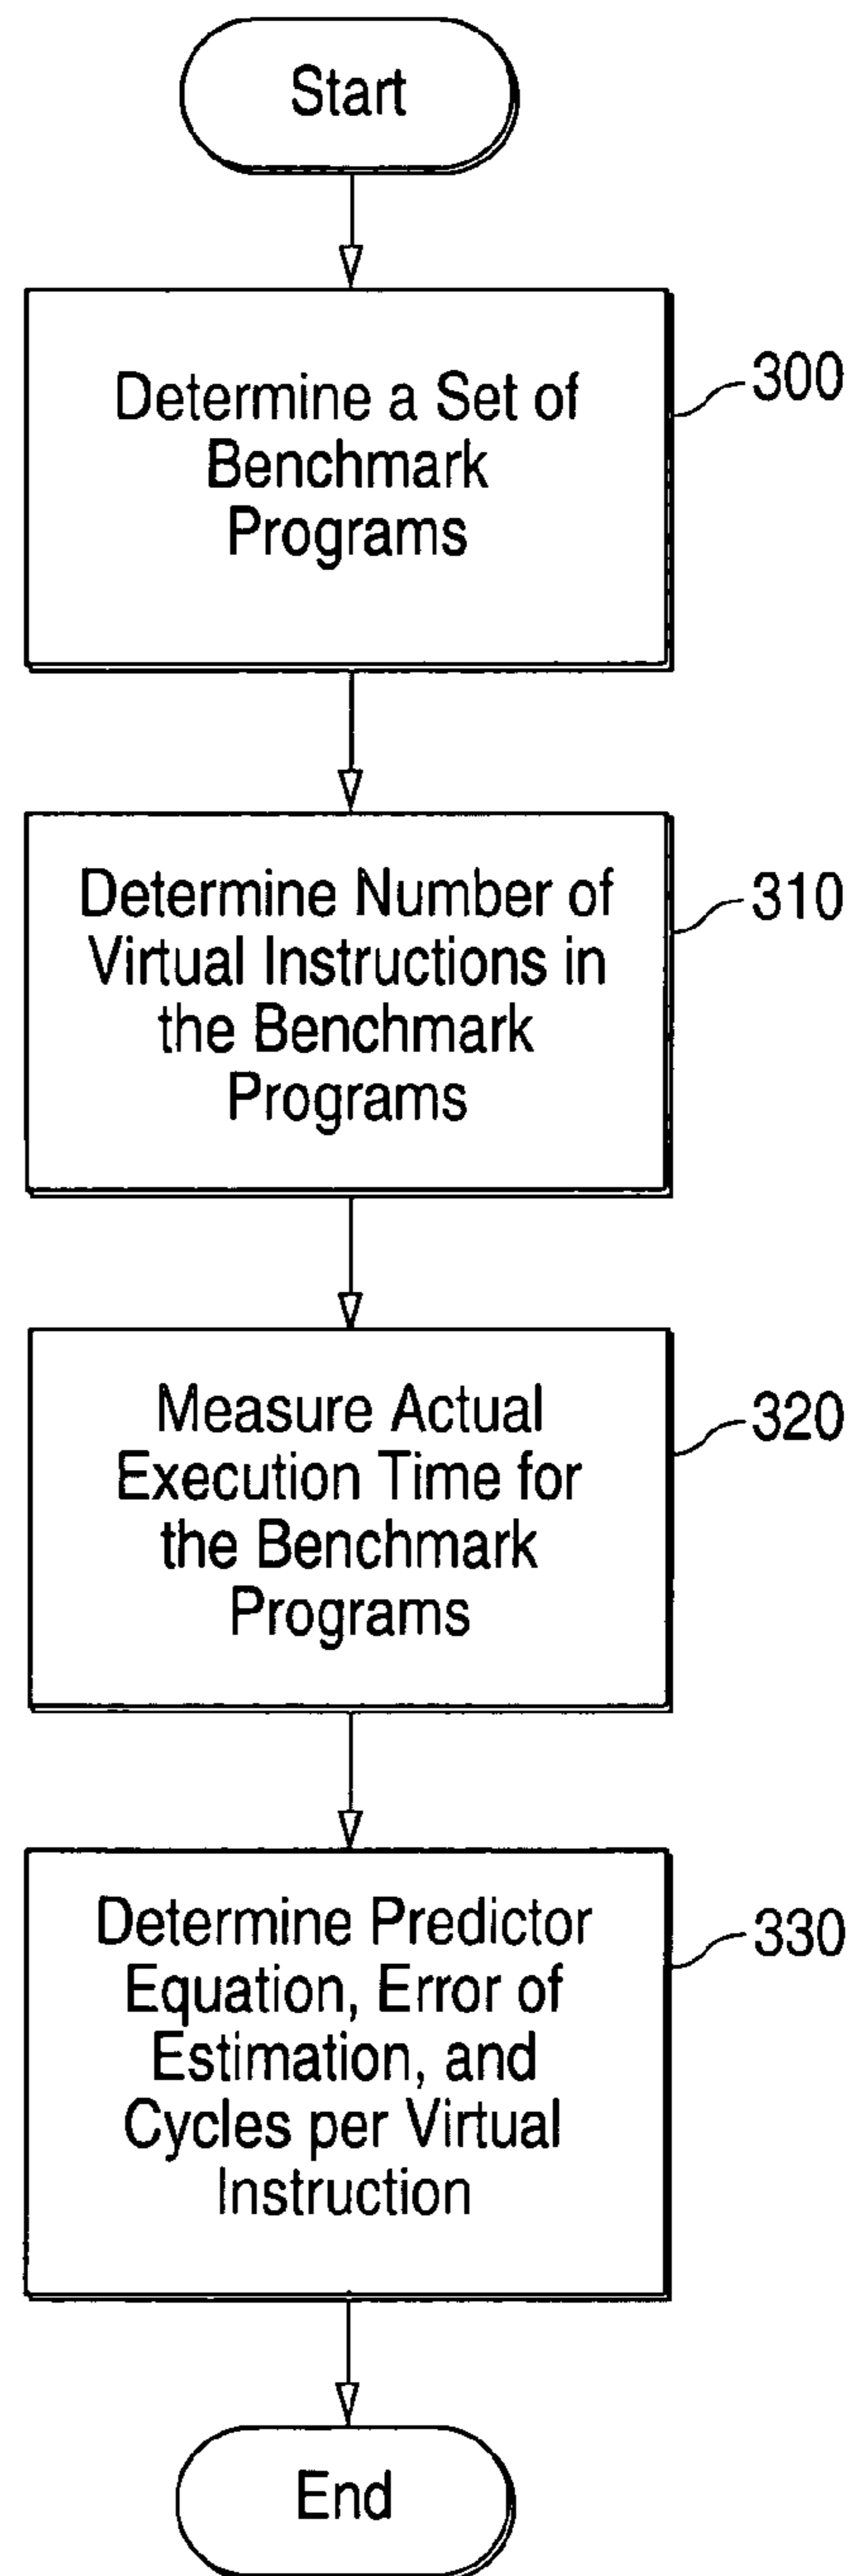 Start
Determine a Set of
Benchmark
Programs
300
Determine Number of
Virtual Instructions in
the Benchmark
Programs
310
Measure Actual
Execution Time for
the Benchmark
Programs
320
Determine Predictor
Equation, Error of
Estimation, and
Cycles per Virtual
Instruction
330
End